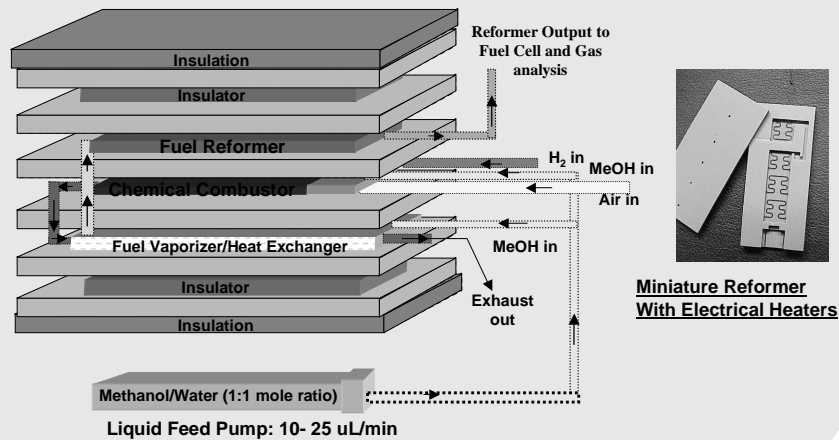 Reformer Output to
Fuel Cell and Gas
analysis
Insulation
Insulator
Fuel Reformer
H2 in
MeOH in
Chemical Combustor
Air in
Fuel Vaporizer/Heat Exchanger
MeOH in
Insulator
Exhaust
out
Insulation
Miniature Reformer
With Electrical Heaters
Methanol/Water (1:1 mole ratio)
Liquid Feed Pump: 10- 25 uL/min